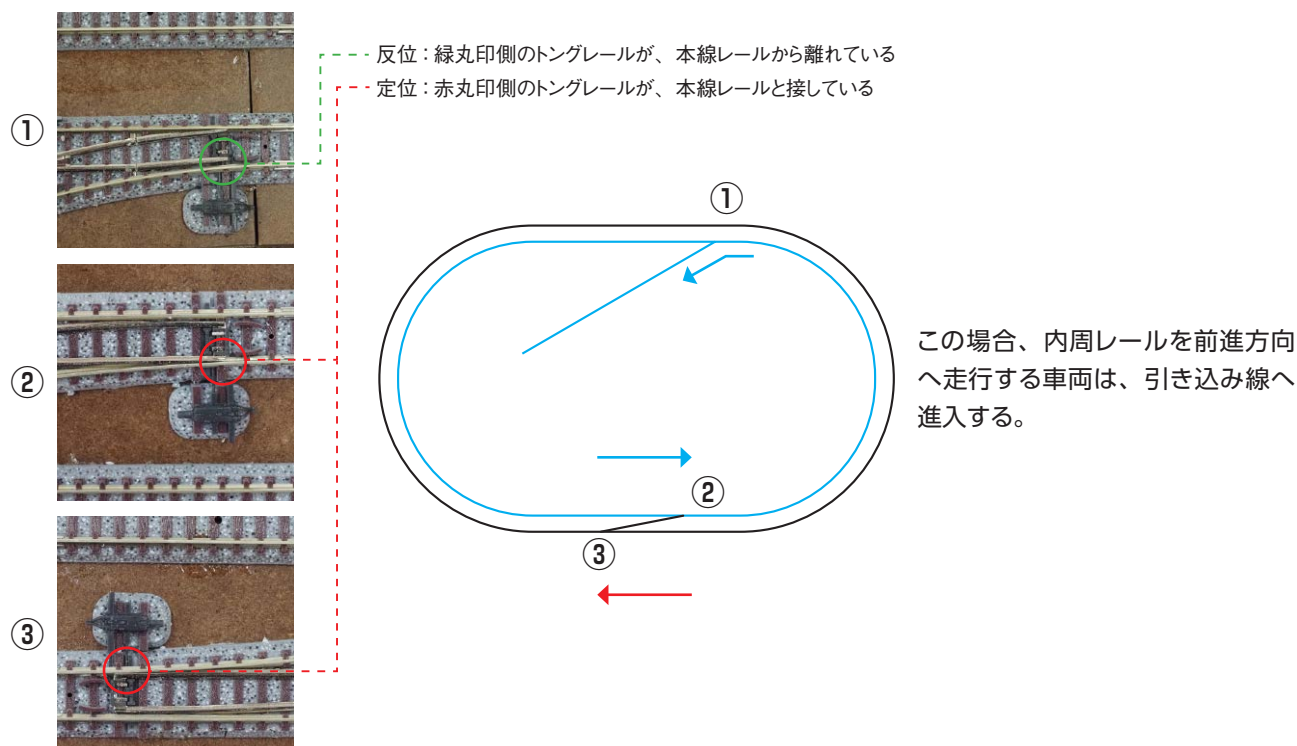 反位：緑丸印側のトングレールが、本線レールから離れている
定位：赤丸印側のトングレールが、本線レールと接している
①
②
③
①
②
③
この場合、内周レールを前進方向
へ走行する車両は、引き込み線へ
進入する。